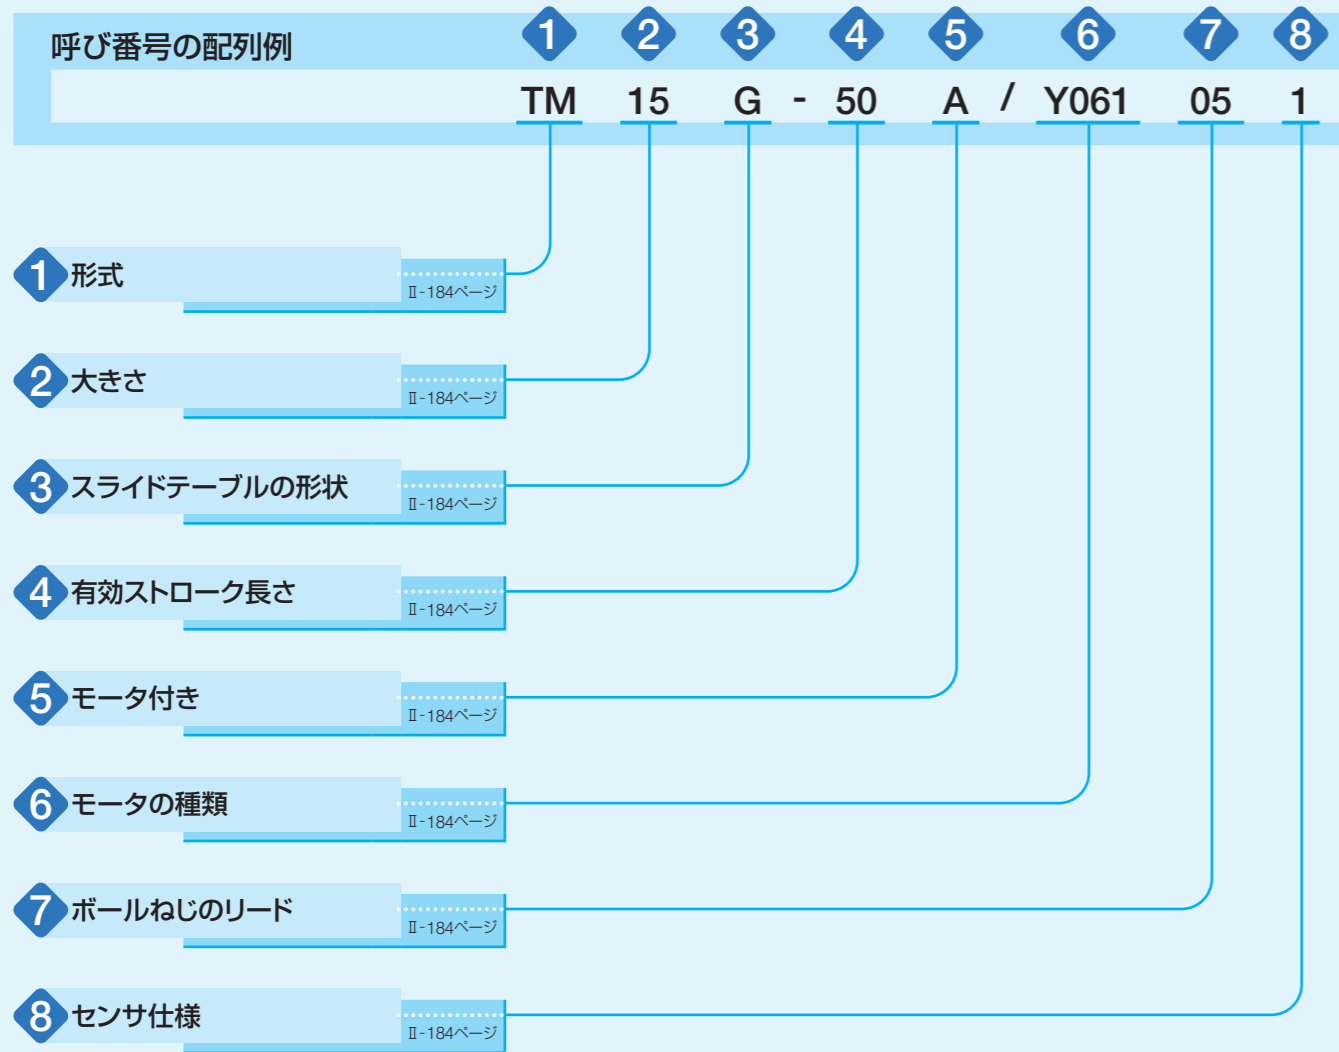 呼び番号の配列例
1 2 3 4 5 6 7 8
TM 15 G - 50 A / Y061 05 1
1 形式
Ⅱ-184ページ
2 大きさ
Ⅱ-184ページ
3 スライドテーブルの形状
Ⅱ-184ページ
4 有効ストローク長さ
Ⅱ-184ページ
5 モータ付き
Ⅱ-184ページ
6 モータの種類
Ⅱ-184ページ
7 ボールねじのリード
Ⅱ-184ページ
8 センサ仕様
Ⅱ-184ページ